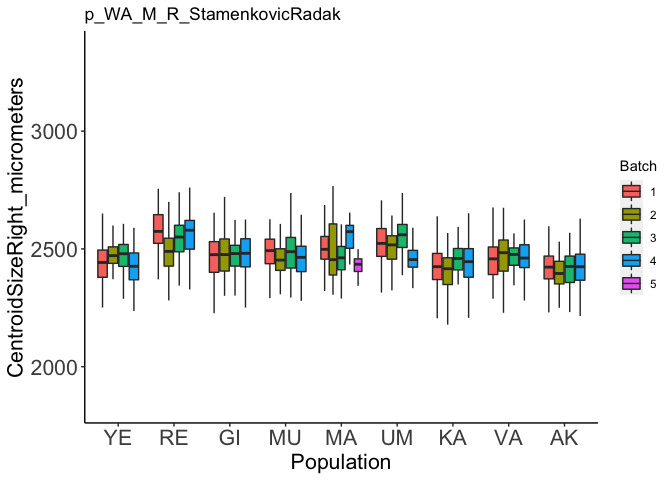 p_WA_M_R_StamenkovicRadak
CentroidSizeRight_micrometers
3000
2500
2000
YE RE GI MU MA UM KA VA AK
Population
Batch
1
2
3
4
5